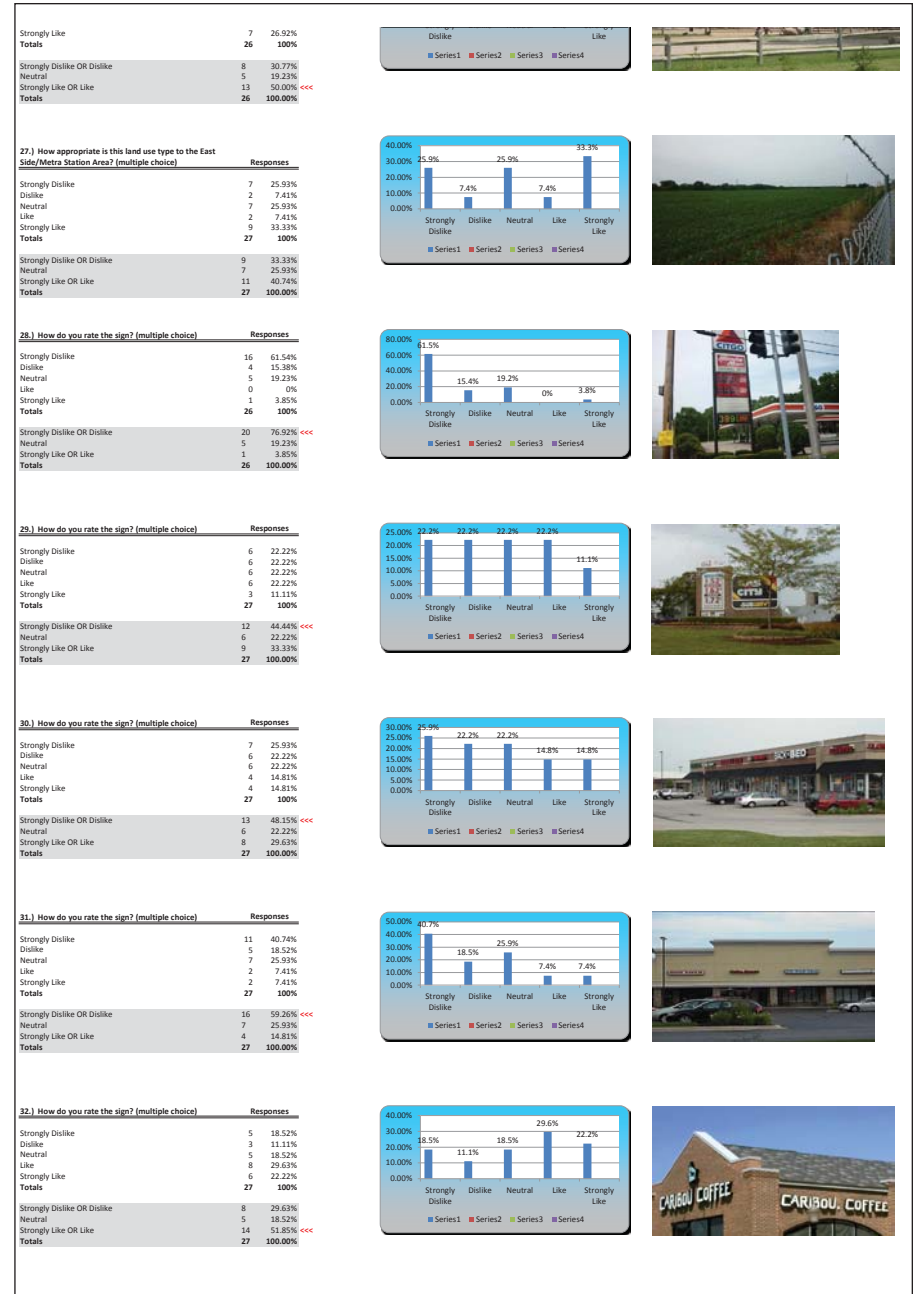 Strongly Like 7 26.92%
Totals 26 100%
Strongly Dislike OR Dislike 8 30.77%
Neutral 5 19.23%
Strongly Like OR Like 13 50.00% <<<
Totals 26 100.00%
Dislike Like
Series1 Series2 Series3 Series4
27.) How appropriate is this land use type to the East
Side/Metra Station Area? (multiple choice) Responses
Strongly Dislike 7 25.93%
Dislike 2 7.41%
Neutral 7 25.93%
Like 2 7.41%
Strongly Like 9 33.33%
Totals 27 100%
Strongly Dislike OR Dislike 9 33.33%
Neutral 7 25.93%
Strongly Like OR Like 11 40.74%
Totals 27 100.00%
40.00%
30.00%
20.00%
10.00%
0.00%
25.9% 7.4% 25.9% 7.4% 33.3%
Strongly Dislike Neutral Like Strongly
Dislike Like
Series1 Series2 Series3 Series4
28.) How do you rate the sign? (multiple choice) Responses
Strongly Dislike 16 61.54%
Dislike 4 15.38%
Neutral 5 19.23%
Like 0 0%
Strongly Like 1 3.85%
Totals 26 100%
Strongly Dislike OR Dislike 20 76.92% <<<
Neutral 5 19.23%
Strongly Like OR Like 1 3.85%
Totals 26 100.00%
80.00%
60.00%
40.00%
20.00%
0.00%
61.5% 15.4% 19.2% 0% 3.8%
Strongly Dislike Neutral Like Strongly
Dislike Like
Series1 Series2 Series3 Series4
CITGO
29.) How do you rate the sign? (multiple choice) Responses
Strongly Dislike 6 22.22%
Dislike 6 22.22%
Neutral 6 22.22%
Like 6 22.22%
Strongly Like 3 11.11%
Totals 27 100%
Strongly Dislike OR Dislike 12 44.44% <<<
Neutral 6 22.22%
Strongly Like OR Like 9 33.33%
Totals 27 100.00%
25.00%
20.00%
15.00%
10.00%
5.00%
0.00%
22.2% 22.2% 22.2% 22.2% 11.1%
Strongly Dislike Neutral Like Strongly
Dislike Like
Series1 Series2 Series3 Series4
CITY
SUBWAY
30.) How do you rate the sign? (multiple choice) Responses
Strongly Dislike 7 25.93%
Dislike 6 22.22%
Neutral 6 22.22%
Like 4 14.81%
Strongly Like 4 14.81%
Totals 27 100%
Strongly Dislike OR Dislike 13 48.15% <<<
Neutral 6 22.22%
Strongly Like OR Like 8 29.63%
Totals 27 100.00%
30.00%
25.00%
20.00%
15.00%
10.00%
5.00%
0.00%
25.9% 22.2% 22.2% 14.8% 14.8%
Strongly Dislike Neutral Like Strongly
Dislike Like
Series1 Series2 Series3 Series4
31.) How do you rate the sign? (multiple choice) Responses
Strongly Dislike 11 40.74%
Dislike 5 18.52%
Neutral 7 25.93%
Like 2 7.41%
Strongly Like 2 7.41%
Totals 27 100%
Strongly Dislike OR Dislike 16 59.26% <<<
Neutral 7 25.93%
Strongly Like OR Like 4 14.81%
Totals 27 100.00%
50.00%
40.00%
30.00%
20.00%
10.00%
0.00%
40.7% 18.5% 25.9% 7.4% 7.4%
Strongly Dislike Neutral Like Strongly
Dislike Like
Series1 Series2 Series3 Series4
32.) How do you rate the sign? (multiple choice) Responses
Strongly Dislike 5 18.52%
Dislike 3 11.11%
Neutral 5 18.52%
Like 8 29.63%
Strongly Like 6 22.22%
Totals 27 100%
Strongly Dislike OR Dislike 8 29.63%
Neutral 5 18.52%
Strongly Like OR Like 14 51.85% <<<
Totals 27 100.00%
40.00%
30.00%
20.00%
10.00%
0.00%
18.5% 11.1% 18.5% 29.6% 22.2%
Strongly Dislike Neutral Like Strongly
Dislike Like
Series1 Series2 Series3 Series4
CARIBOU COFFEE CARIBOU COFFEE